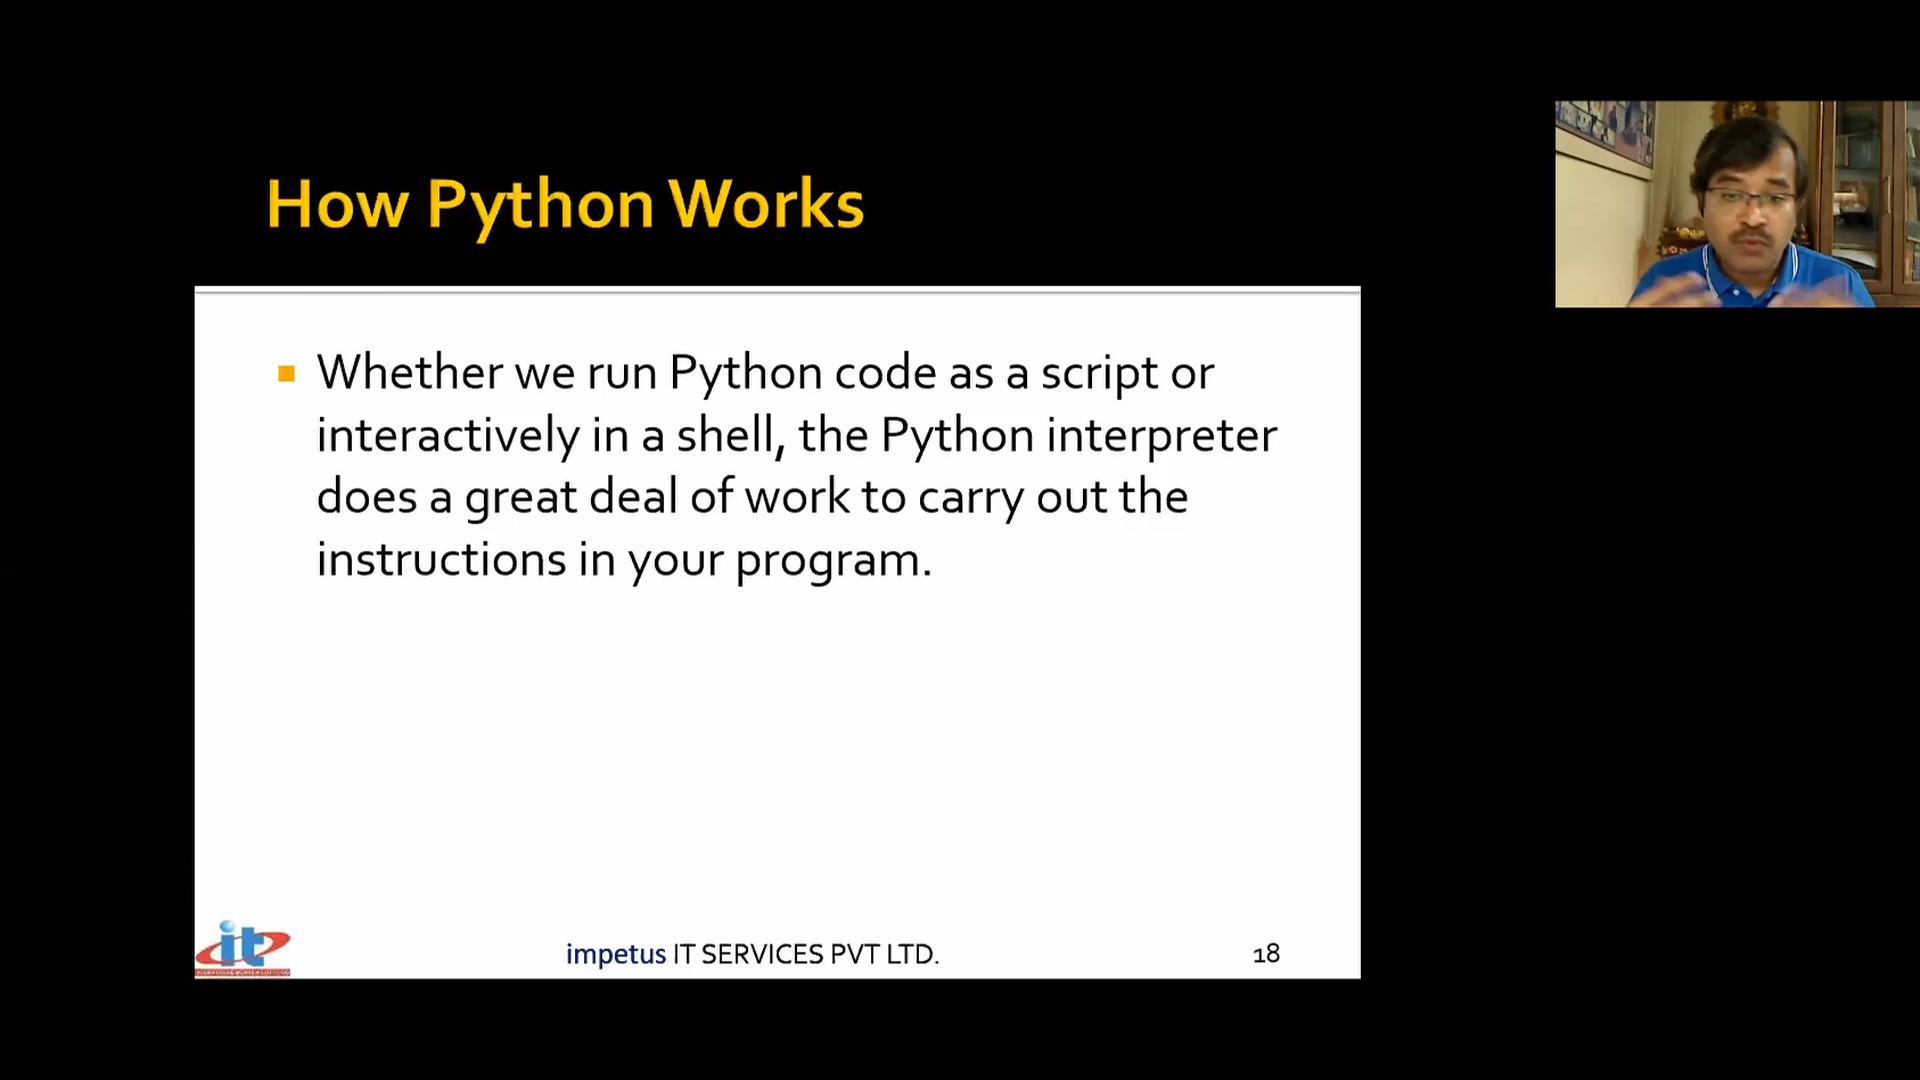 How Python Works
Whether we run Python code as a script or
interactively in a shell, the Python interpreter
does a great deal of work to carry out the
instructions in your program.
it
impetus IT SERVICES PVT LTD.
18